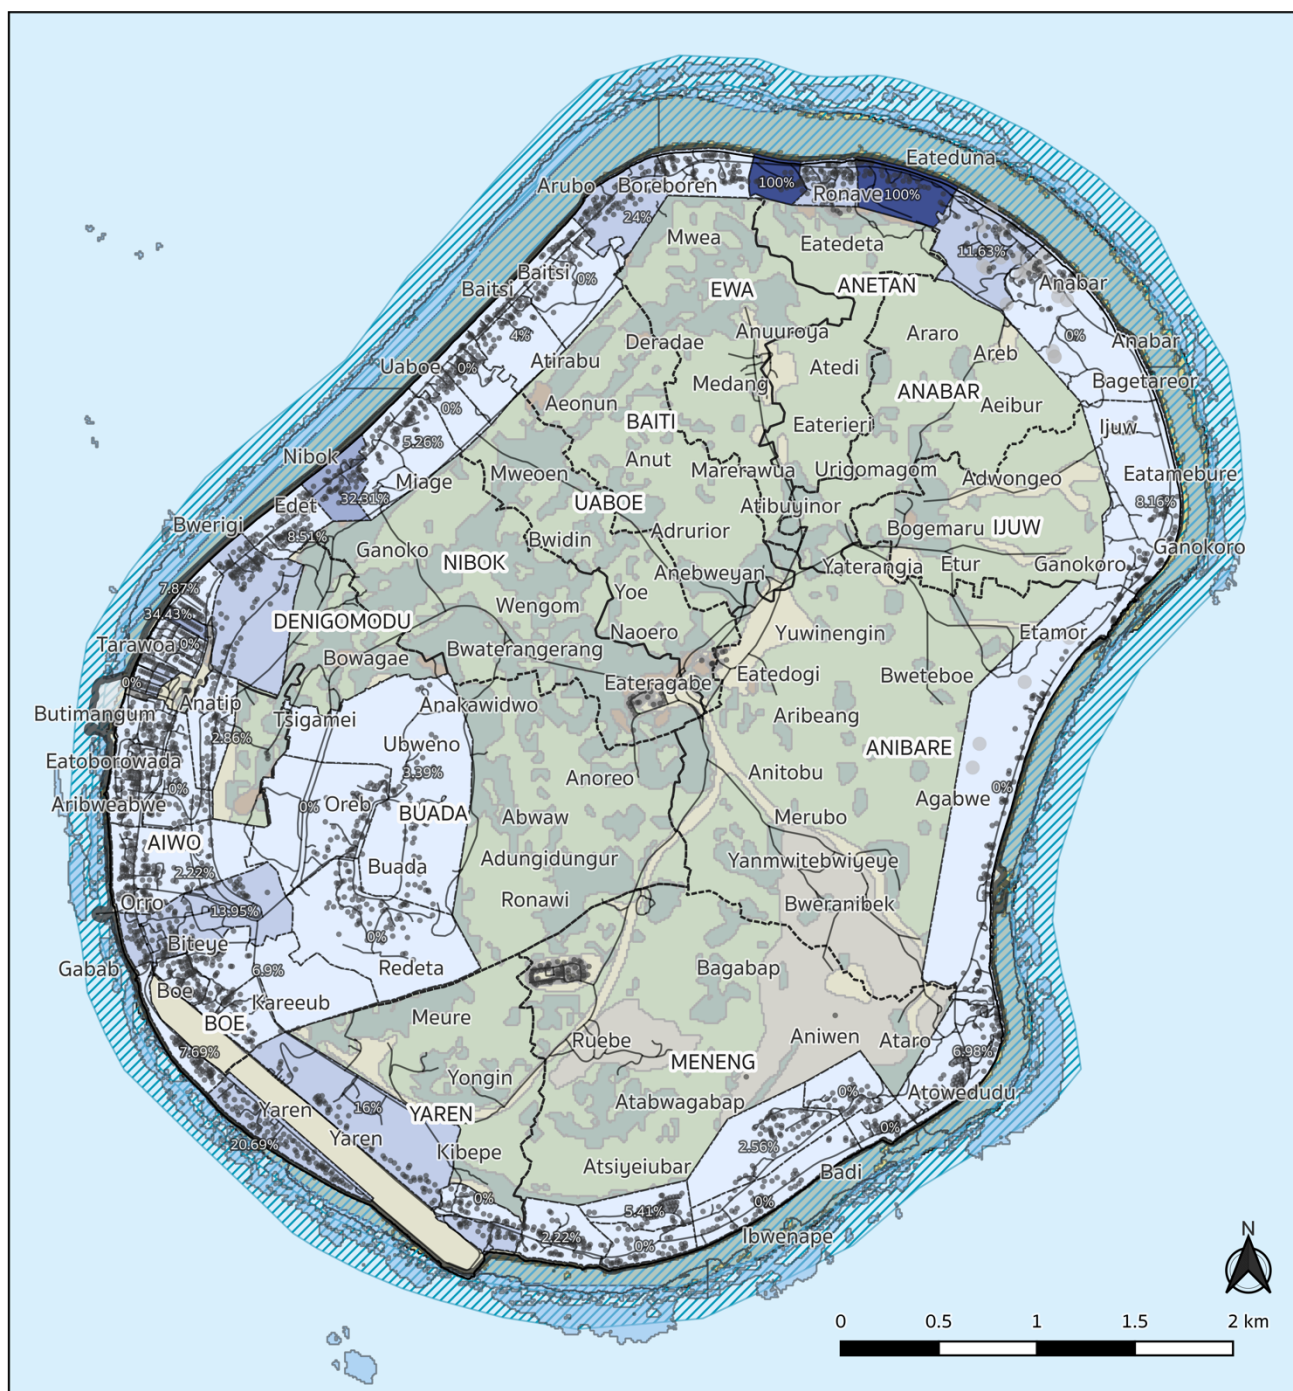 Eateduna
Arubo
Boreboren
100%
Ronave
100%
24%
Mwea
Eatedeta
11.63%
Baitsi
Baitsi
0%
EWA
ANETAN
Anabar
4%
Deradae
Anuuroya
Araro
0%
Anabar
Uaboe
0%
Atirabu
Medang
Atedi
Areb
Bagetareor
0%
Aeonun
ANABAR
Aeibur
5.26%
BAITI
Eaterieri
Ijuw
Nibok
Anut
Miage
Mweoen
Marerawua
Urigomagom
Adwongeo
Eatamebure
32.31%
Edet
UABOE
Atibuyinor
8.16%
Bwerigi
8.51%
Bwidin
Adrurior
Bogemaru
IJUW
Ganoko
NIBOK
Ganokoro
Anebweyan
Yaterangia
Etur
Ganokoro
7.87%
Yoe
34.43%
Wengom
DENIGOMODU
Naoero
Yuwinengin
Etamor
Tarawoa
0%
Bowagae
Bwaterangerang
0%
Eateragabe
Eatedogi
Bweteboe
Anatip
Anakawidwo
Butimangum
Tsigamei
Aribeang
2.86%
Ubweno
ANIBARE
Eatoborowada
3.39%
Anoreo
Anitobu
0%
0%
Aribweabwe
0%
Oreb
Agabwe
BUADA
Abwaw
Merubo
AIWO
2.22%
Buada
Adungidungur
Yanmwitebwiyeye
Orro
13.95%
Ronawi
Bweranibek
Biteye
0%
Gabab
6.9%
Redeta
Bagabap
Boe
Kareeub
BOE
Meure
Aniwen
Ataro
Ruebe
7.69%
6.98%
MENENG
Yongin
Yaren
16%
YAREN
Atabwagabap
0%
Atowedudu
Yaren
0%
20.69%
Kibepe
2.56%
Atsiyeiubar
Badi
0%
0%
5.41%
2.22%
0%
Ibwenape
N
0 0.5 1 1.5 2 km